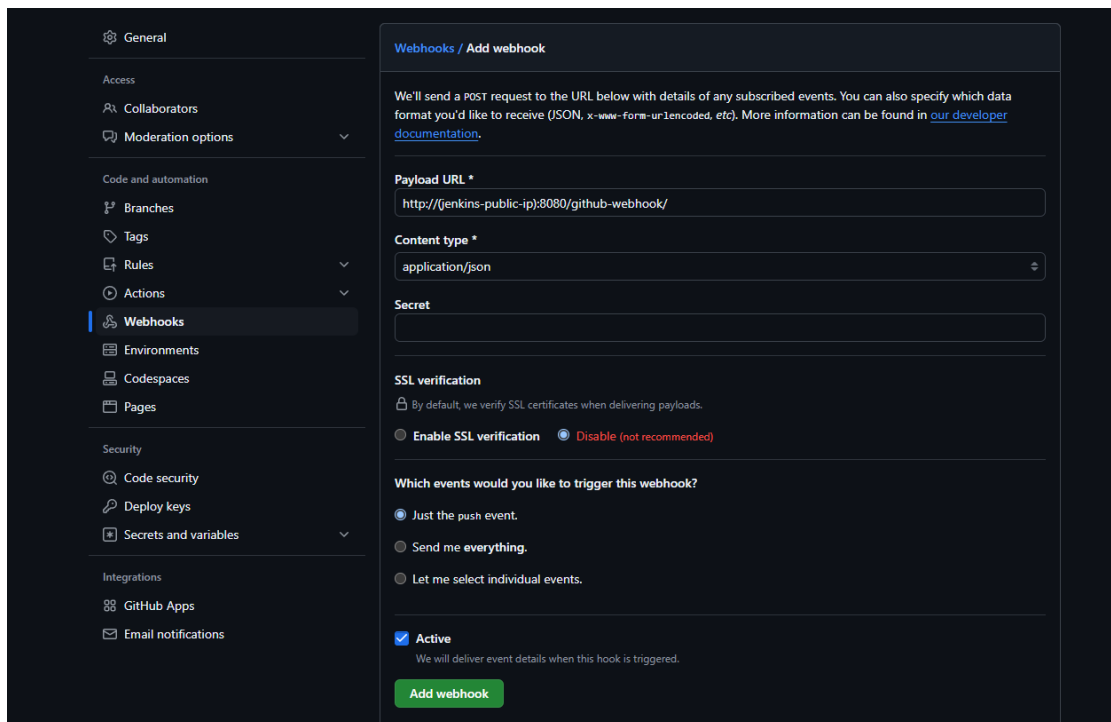 General
Access
Collaborators
Moderation options
Code and automation
Branches
Tags
Rules
Actions
Webhooks
Environments
Codespaces
Pages
Security
Code security
Deploy keys
Secrets and variables
Integrations
GitHub Apps
Email notifications
Webhooks / Add webhook
We'll send a POST request to the URL below with details of any subscribed events. You can also specify which data
format you'd like to receive (JSON, x-www-form-urlencoded, etc). More information can be found in our developer
documentation.
Payload URL *
http://(jenkins-public-ip):8080/github-webhook/
Content type *
application/json
Secret
SSL verification
By default, we verify SSL certificates when delivering payloads.
Enable SSL verification Disable (not recommended)
Which events would you like to trigger this webhook?
Just the push event.
Send me everything.
Let me select individual events.
Active
We will deliver event details when this hook is triggered.
Add webhook